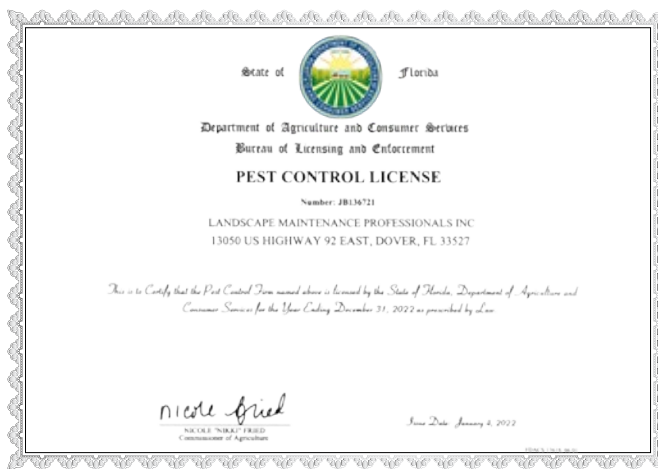 State of Florida
Department of Agriculture and Consumer Services
Bureau of Licensing and Enforcement
PEST CONTROL LICENSE
Number: JB136721
LANDSCAPE MAINTENANCE PROFESSIONALS INC
13050 US HIGHWAY 92 EAST, DOVER, FL 33527
This is to Certify that the Pest Control Firm named above is licensed by the State of Florida, Department of Agriculture and
Consumer Services for the Year Ending December 31, 2022 as prescribed by Law
nicole fried
NICOLE "NIKKI" FRIED
Commissioner of Agriculture
Issue Date: January 2022